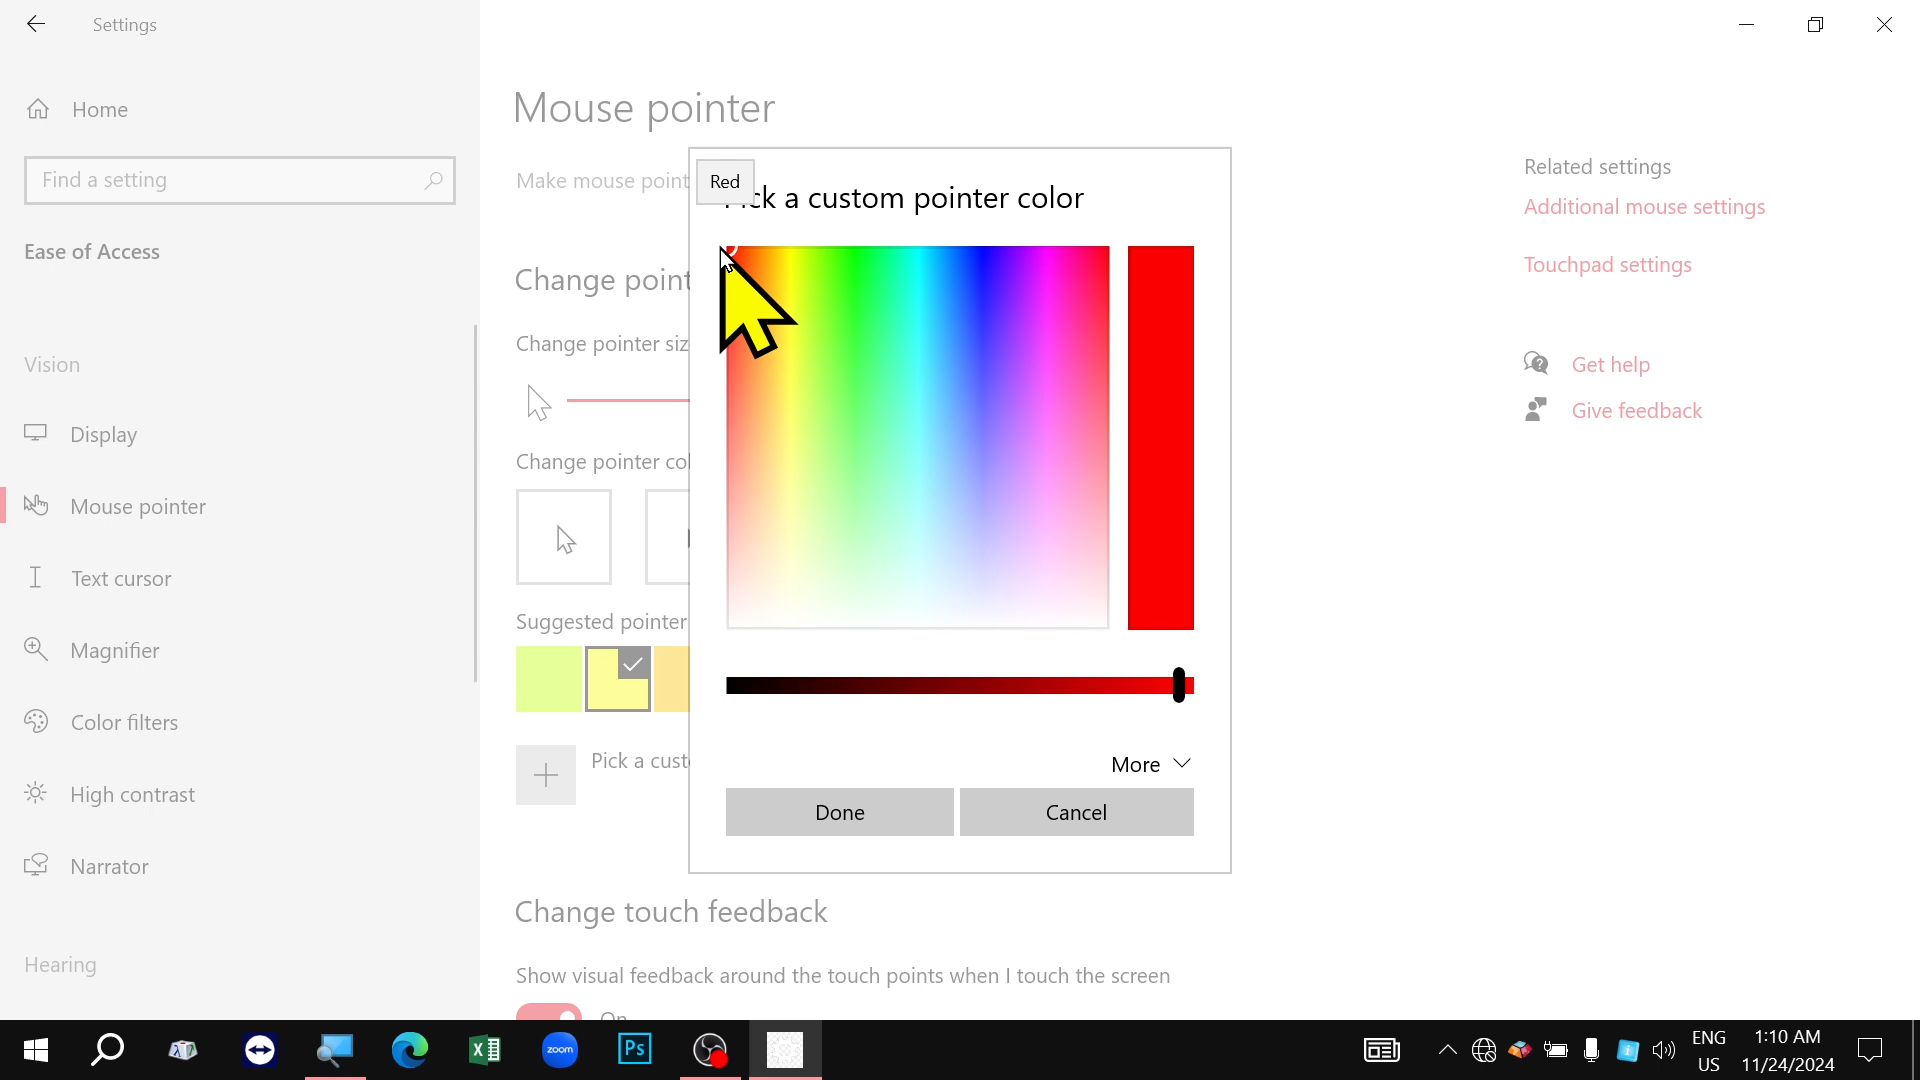 Settings
Home
Find a setting
Ease of Access
Vision
Display
Mouse pointer
Text cursor
Magnifier
Color filters
High contrast
Narrator
Hearing
Mouse pointer
Make mouse point
Change point
Change pointer siz
Change pointer col
Suggested pointer
Pick a cust
Change touch feedback
Show visual feedback around the touch points when I touch the screen
On
Red
ck a custom pointer color
More
Done
Cancel
Related settings
Additional mouse settings
Touchpad settings
Get help
Give feedback
zoom
Ps
ENG
US
1:10 AM
11/24/2024